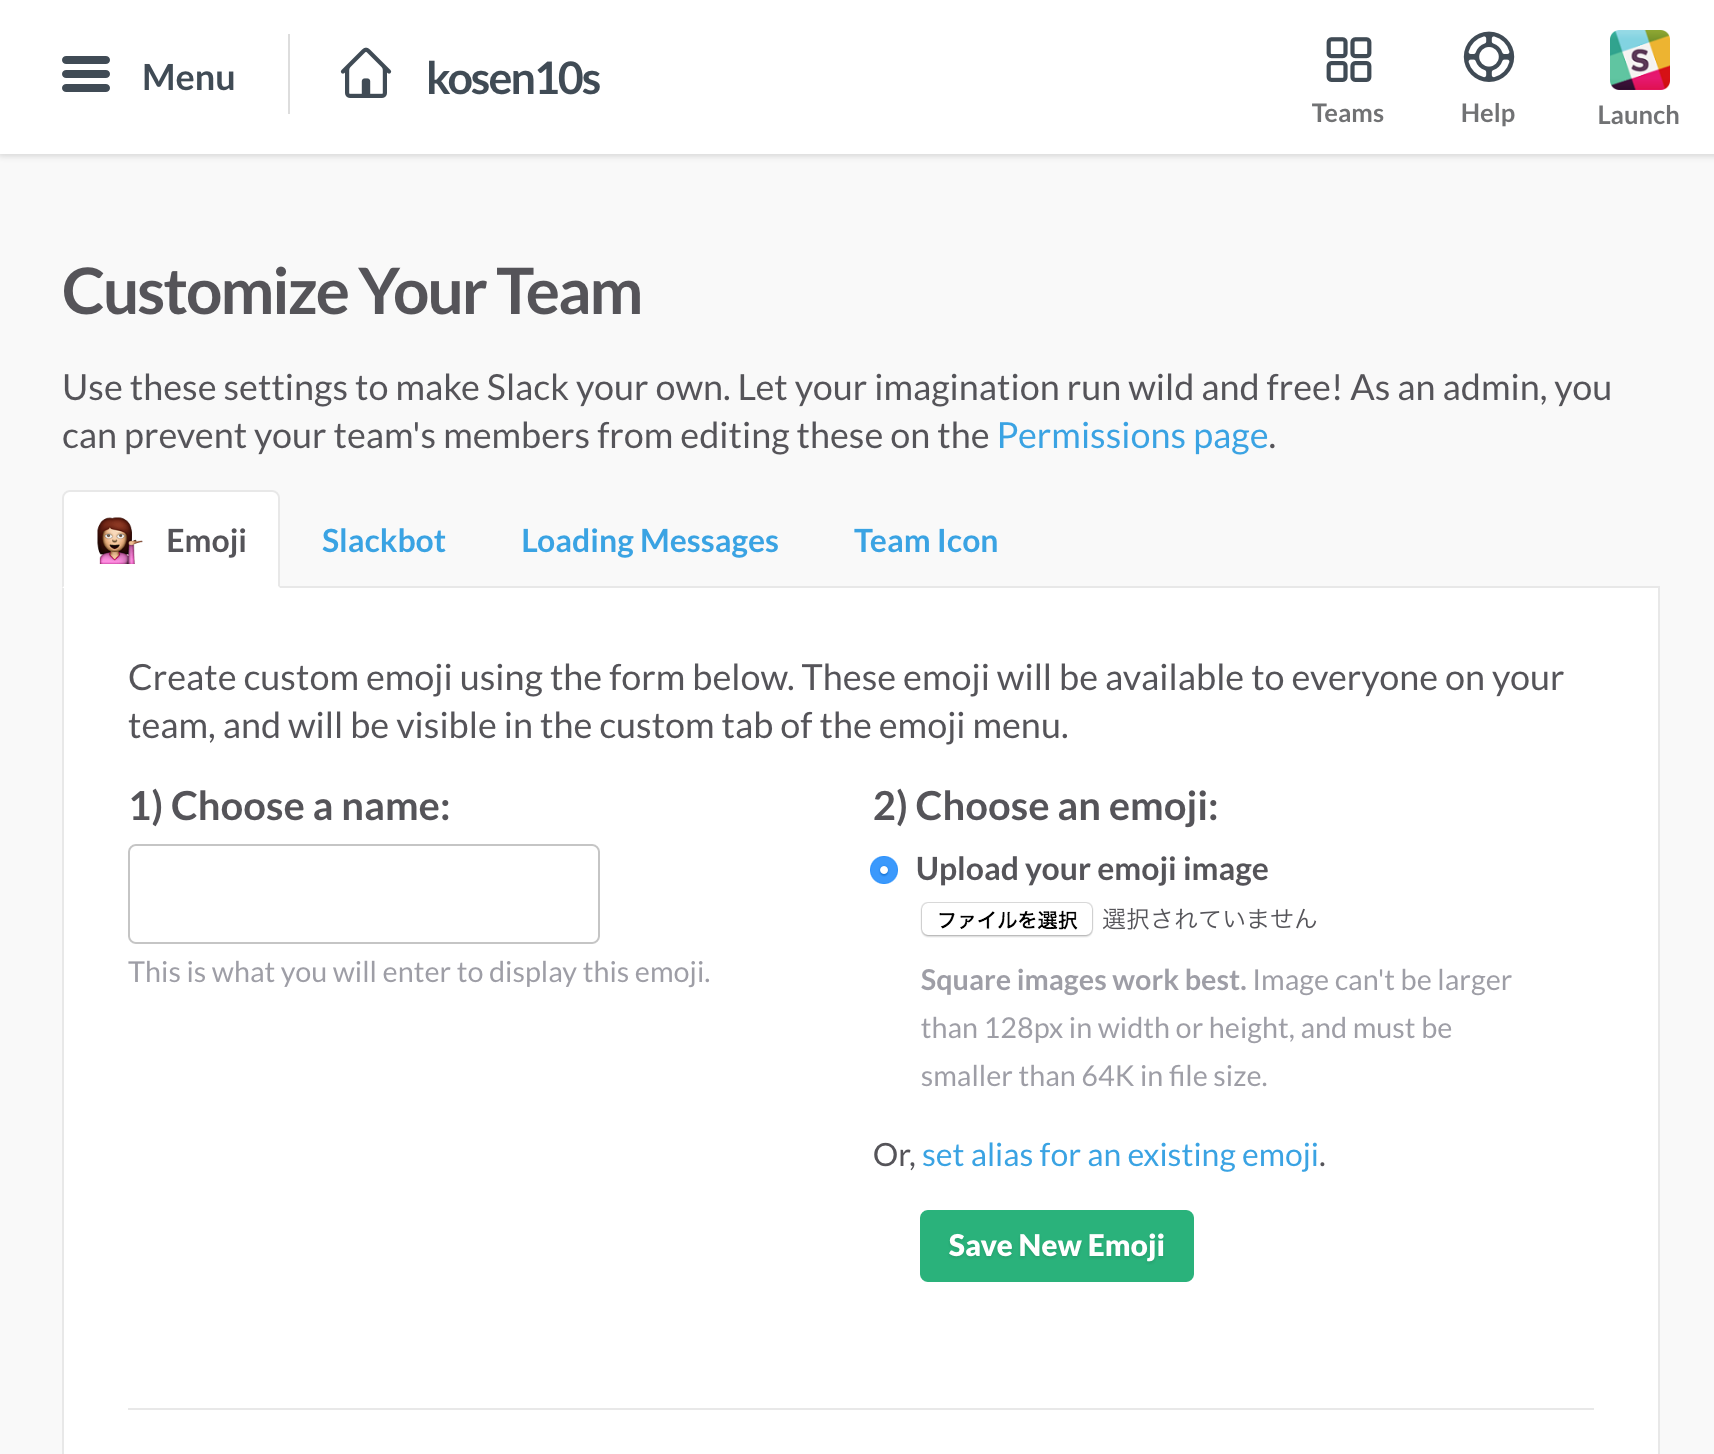 Menu
kosen10s
Teams
Help
S
Launch
Customize Your Team
Use these settings to make Slack your own. Let your imagination run wild and free! As an admin, you
can prevent your team's members from editing these on the Permissions page.
Emoji
Slackbot
Loading Messages
Team Icon
Create custom emoji using the form below. These emoji will be available to everyone on your
team, and will be visible in the custom tab of the emoji menu.
1) Choose a name:
This is what you will enter to display this emoji.
2) Choose an emoji:
Upload your emoji image
ファイルを選択 選択されていません
Square images work best. Image can't be larger
than 128px in width or height, and must be
smaller than 64K in file size.
Or, set alias for an existing emoji.
Save New Emoji